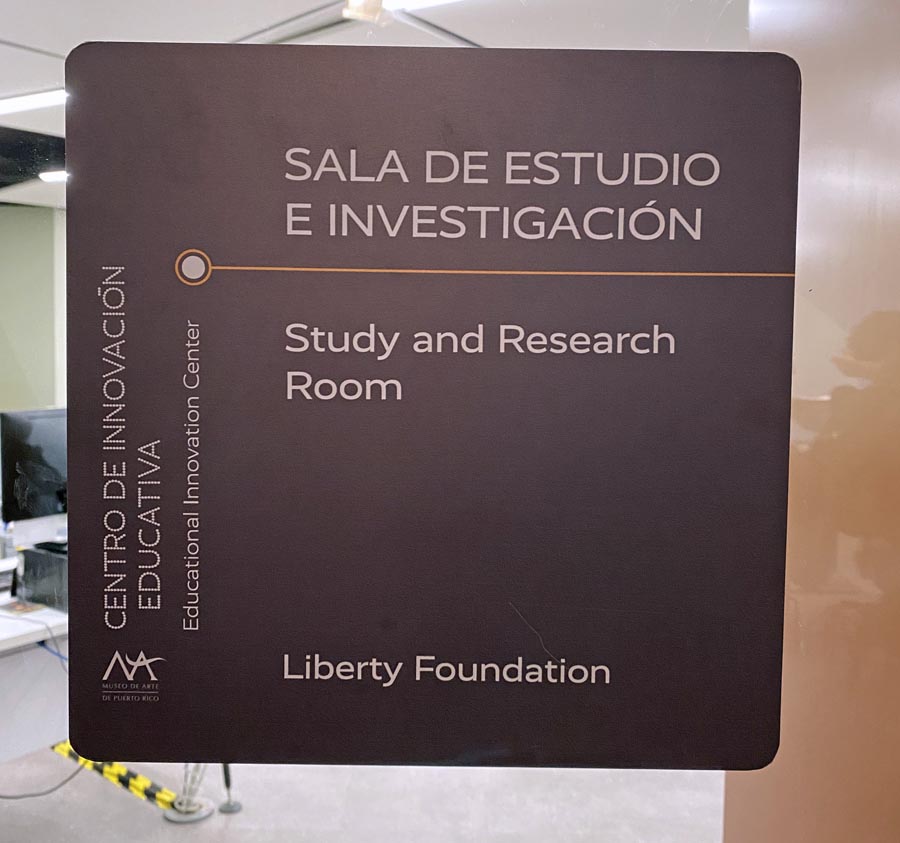 SALA DE ESTUDIO
E INVESTIGACIÓN
Study and Research
Room
Liberty Foundation
CENTRO DE INNOVACIÓN
EDUCATIVA
Educational Innovation Center
MUSEO DE ARTE
DE PUERTO RICO